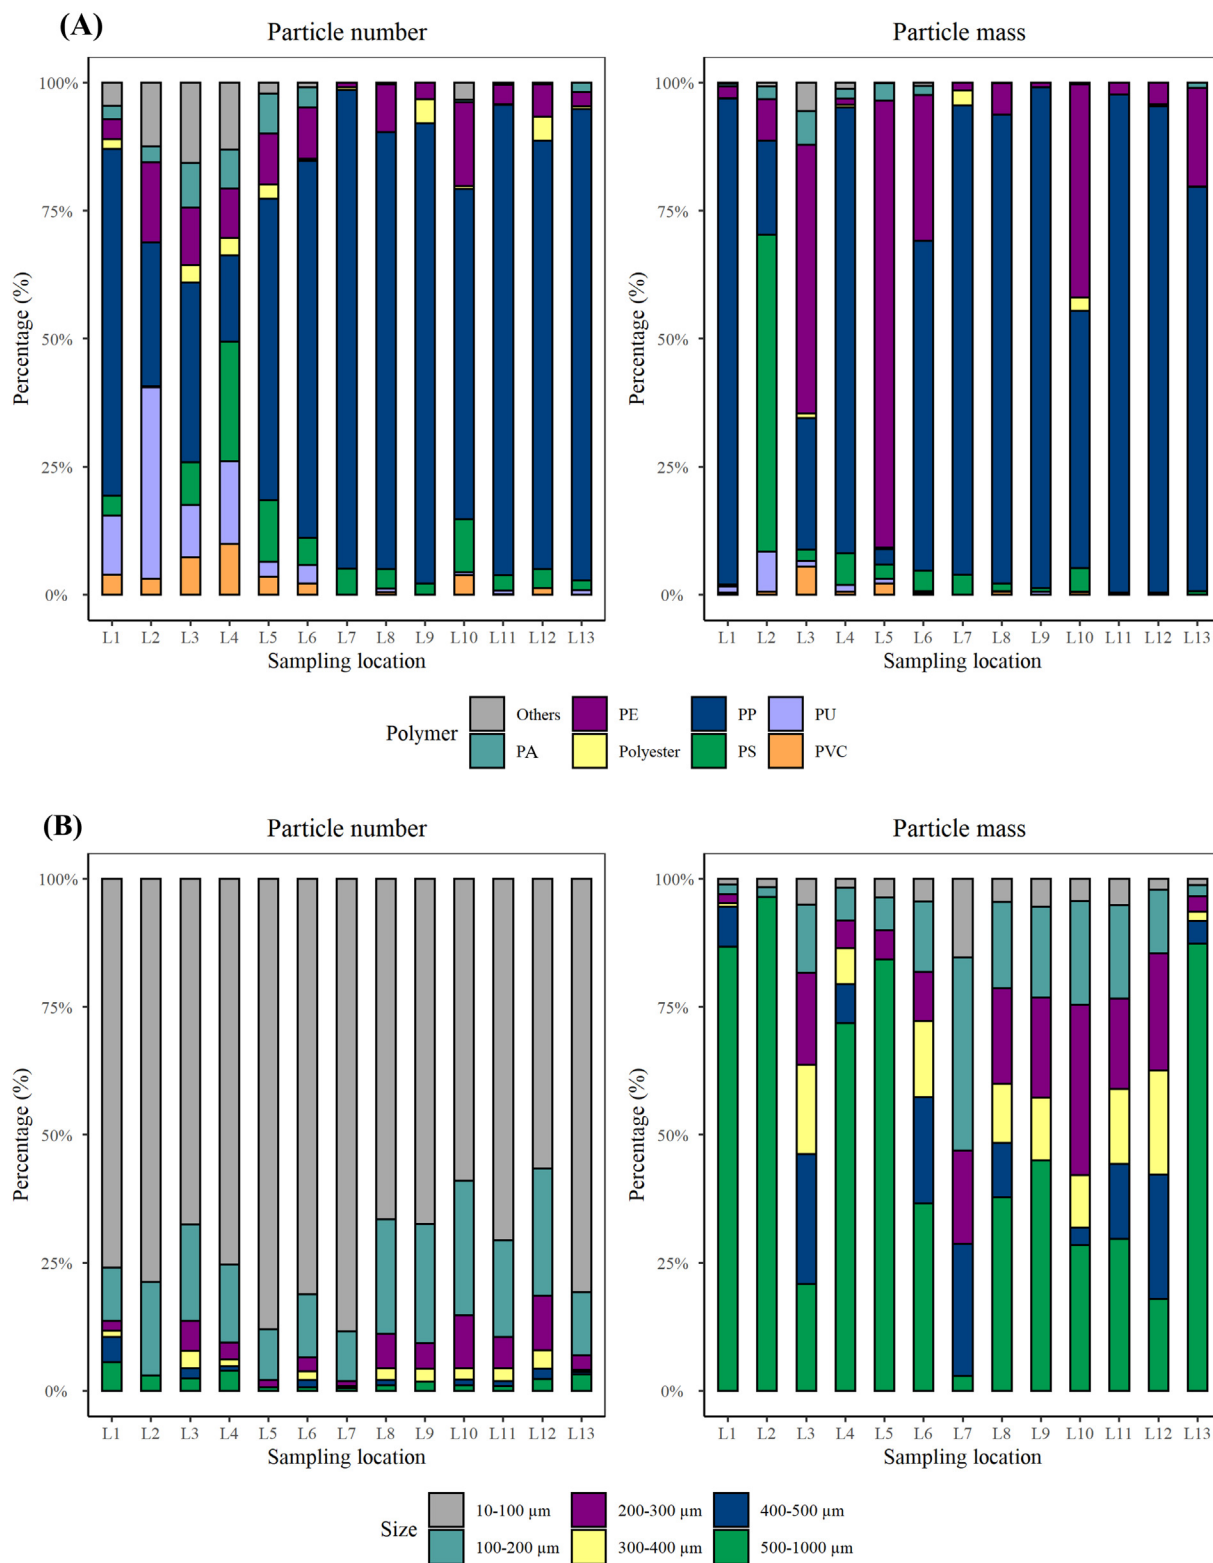 (A)
Particle number
Particle mass
100%
75%
50%
25%
0%
Percentage (%)
L1 L2 L3 L4 L5 L6 L7 L8 L9 L10 L11 L12 L13
Sampling location
100%
75%
50%
25%
0%
Percentage (%)
L1 L2 L3 L4 L5 L6 L7 L8 L9 L10 L11 L12 L13
Sampling location
Polymer
Others PE PP PU
PA Polyester PS PVC
(B)
Particle number
Particle mass
100%
75%
50%
25%
0%
Percentage (%)
L1 L2 L3 L4 L5 L6 L7 L8 L9 L10 L11 L12 L13
Sampling location
100%
75%
50%
25%
0%
Percentage (%)
L1 L2 L3 L4 L5 L6 L7 L8 L9 L10 L11 L12 L13
Sampling location
Size
10-100 µm 200-300 µm 400-500 µm
100-200 µm 300-400 µm 500-1000 µm